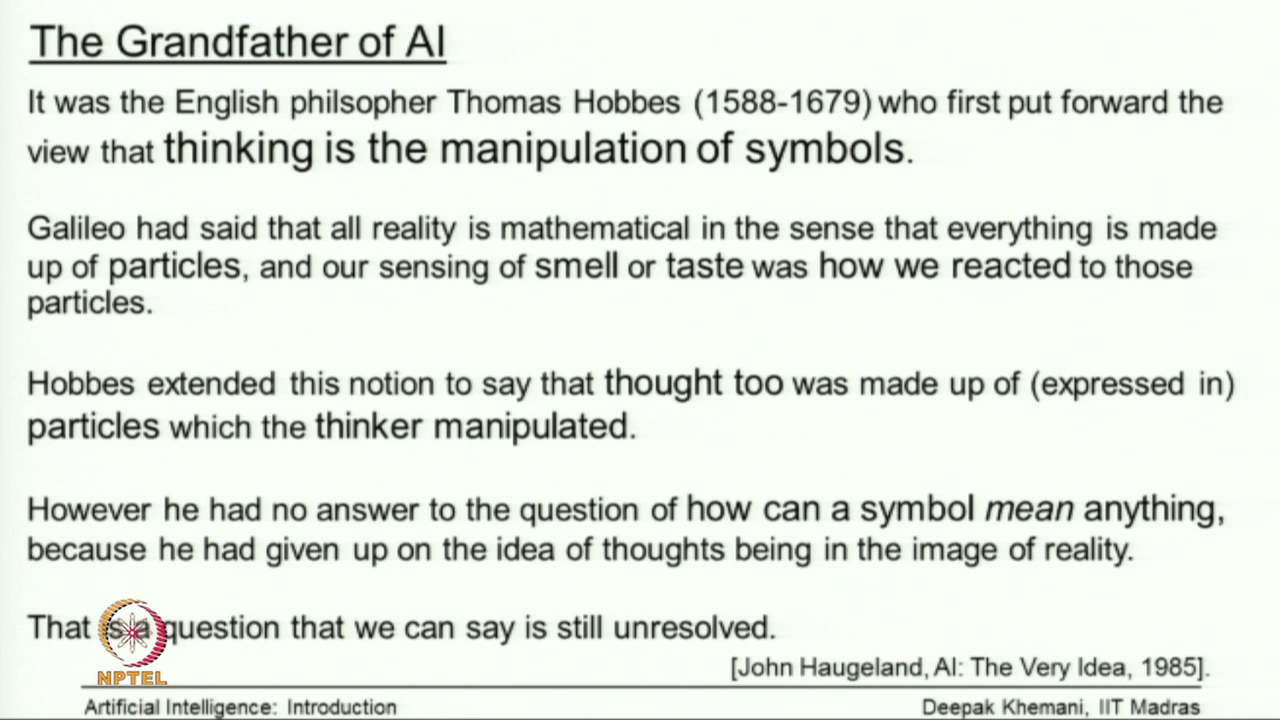 The Grandfather of AI
It was the English philsopher Thomas Hobbes (1588-1679) who first put forward the
view that thinking is the manipulation of symbols.
Galileo had said that all reality is mathematical in the sense that everything is made
up of particles, and our sensing of smell or taste was how we reacted to those
particles.
Hobbes extended this notion to say that thought too was made up of (expressed in)
particles which the thinker manipulated.
However he had no answer to the question of how can a symbol mean anything,
because he had given up on the idea of thoughts being in the image of reality.
That is a question that we can say is still unresolved.
NPTEL
[John Haugeland, AI: The Very Idea, 1985].
Artificial Intelligence: Introduction
Deepak Khemani, IIT Madras